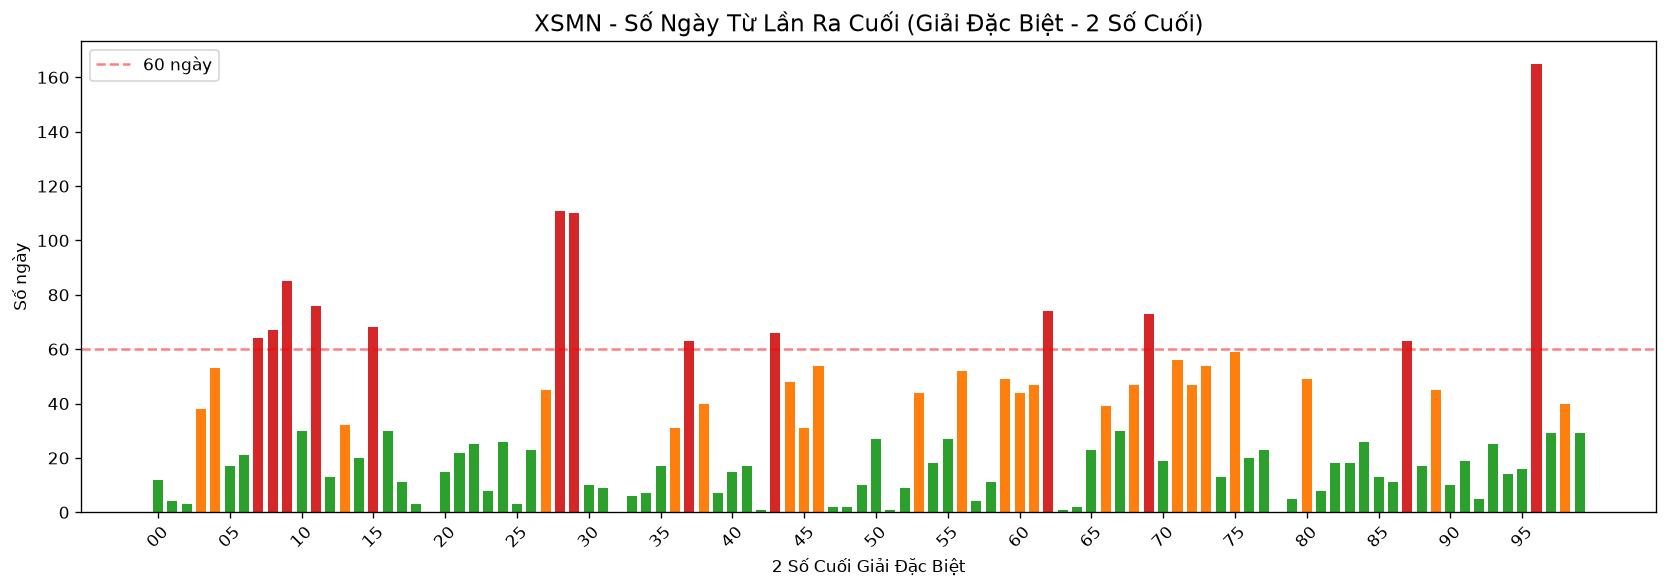 XSMN - Số Ngày Từ Lần Ra Cuối (Giải Đặc Biệt - 2 Số Cuối)
60 ngày
Số ngày
160
140
120
100
80
60
40
20
0
00 05 10 15 20 25 30 35 40 45 50 55 60 65 70 75 80 85 90 95
2 Số Cuối Giải Đặc Biệt